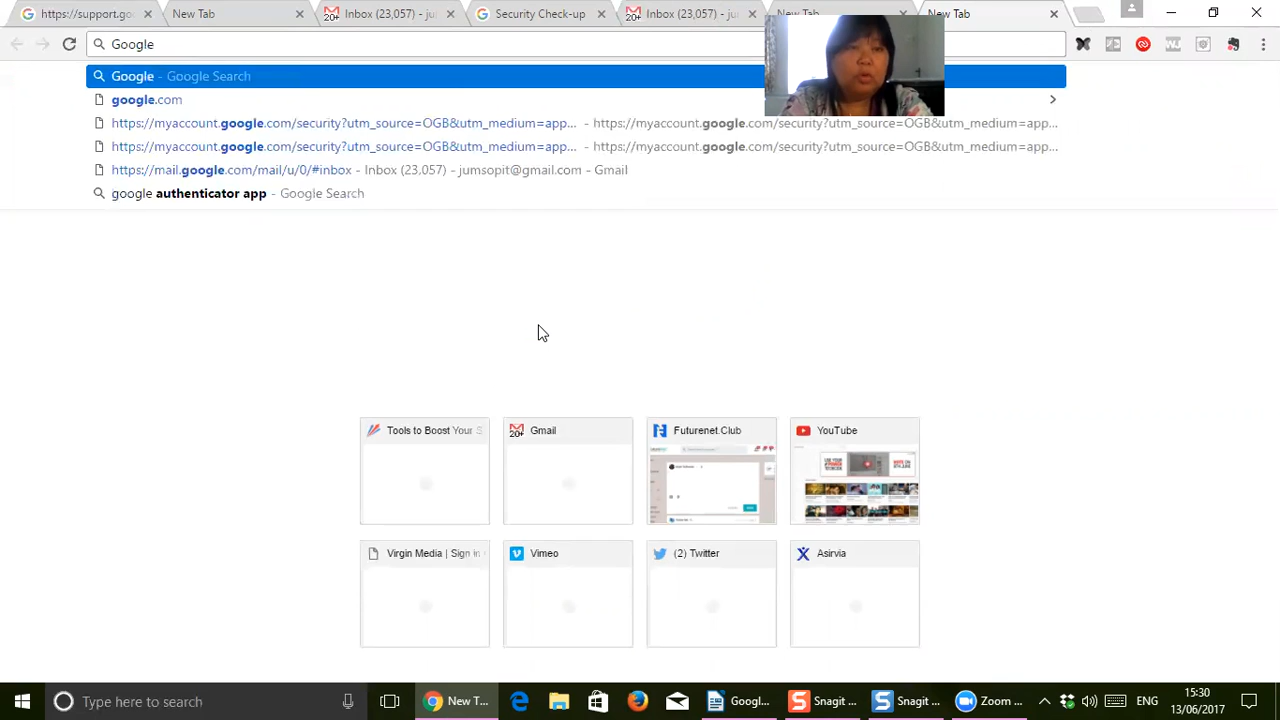 https://support.goo
New Tab
Inbox (23,057) - ju
Security Check-up
Inbox (23,057) - ju
New Tab
Google
Google - Google Search
google.com
https://myaccount.google.com/security?utm_source=OGB&utm_medium=app... - https://myaccount.google.com/security?utm_source=OGB&utm_medium=app...
https://myaccount.google.com/security?utm_source=OGB&utm_medium=app... - https://myaccount.google.com/security?utm_source=OGB&utm_medium=app...
https://mail.google.com/mail/u/0/#inbox - Inbox (23,057) - jumsopit@gmail.com - Gmail
google authenticator app - Google Search
Tools to Boost Your S
20+ Gmail
Futurenet.Club
YouTube
Virgin Media | Sign in
Vimeo
(2) Twitter
Asirvia
Type here to search
New T...
Googl...
Snagit ...
Snagit ...
Zoom ...
ENG
15:30
13/06/2017